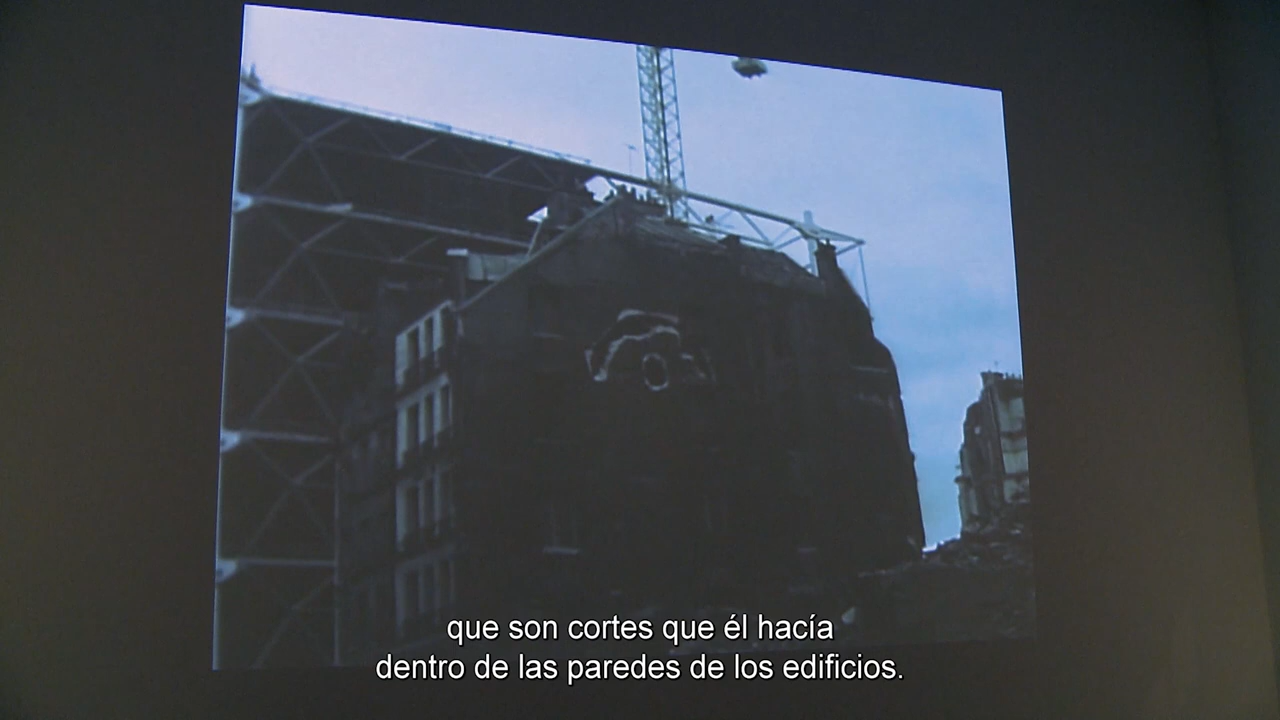 que son cortes que él hacía
dentro de las paredes de los edificios.